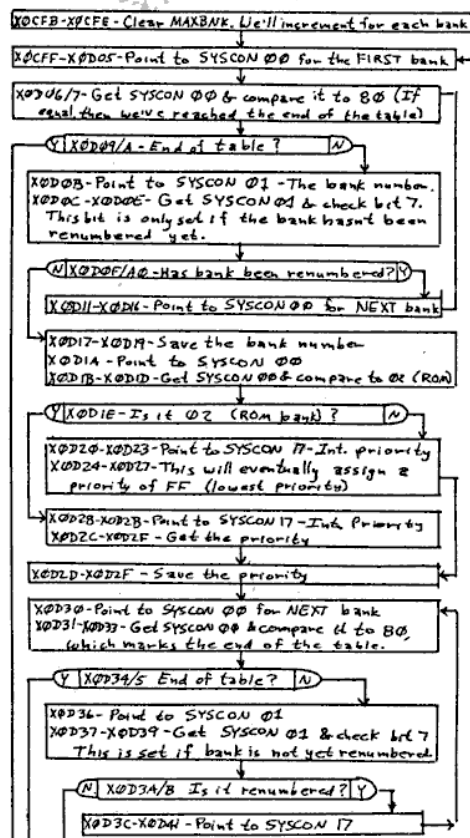 XØCFB-XØCFE - Clear MAXBNK. We'll increment for each bank
XØCFF-XØD05-Point to SYSCON ØØ for the FIRST bank
XØD06/7-Get SYSCON ØØ & compare it to 8Ø (If
equal then we've reached the end of the table)
Y XØDØ9/A-End of table? N
XØDØB-Point to SYSCON Ø1 - The bank number.
XØDØC-XØDØE- Get SYSCON Ø1 & check bit 7.
This bit is only set if the bank hasn't been
renumbered yet.
N XØDØF/AØ-Has bank been renumbered? Y
XØD11-XØD16-Point to SYSCON ØØ for NEXT bank
XØD17-XØD19-Save the bank number
XØD1A-Point to SYSCON ØØ
XØD1B-XØD1D-Get SYSCON ØØ & compare to Ø2 (ROM)
Y XØD1E-Is it Ø2 (ROM bank)? N
XØD2Ø-XØD23-Point to SYSCON 17-Int. priority
XØD24-XØD27-This will eventually assign a
priority of FF (lowest priority)
XØD28-XØD2B-Point to SYSCON 17-Int. Priority
XØD2C-XØD2F- Get the priority
XØD2D-XØD2F - Save the priority
XØD3Ø-Point to SYSCON ØØ for NEXT bank
XØD31-XØD33-Get SYSCON ØØ & compare it to 8Ø,
which marks the end of the table.
Y XØD34/5 End of table? N
XØD36- Point to SYSCON Ø1
XØD37-XØD39- Get SYSCON Ø1 & check bit 7
This is set if bank is not yet renumbered
N XØD3A/B Is it renumbered? Y
XØD3C-XØD41-Point to SYSCON 17